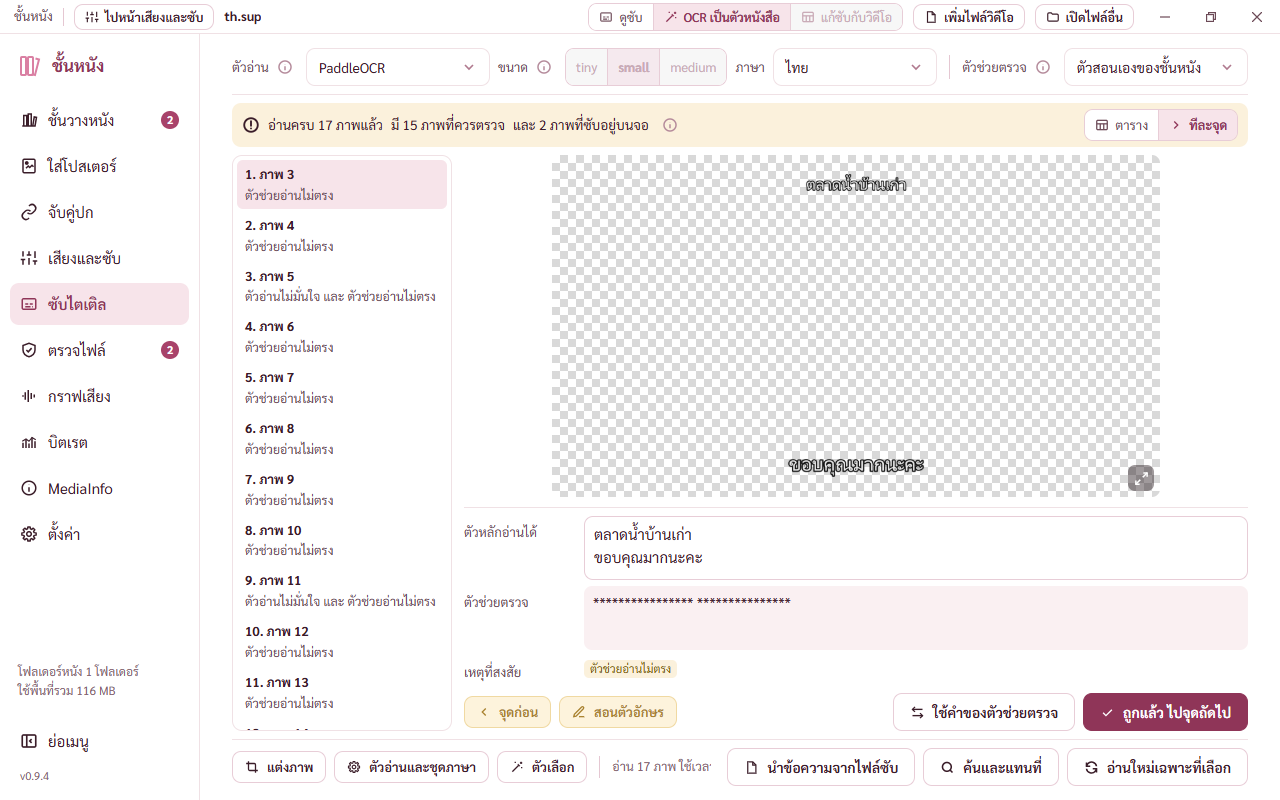 ชั้นหนัง
ไปหน้าเสียงและซับ
th.sup
ดูซับ
OCR เป็นตัวหนังสือ
แก้ซับกับวิดีโอ
เพิ่มไฟล์วิดีโอ
เปิดไฟล์อื่น
ชั้นหนัง
ชั้นวางหนัง 2
ใส่โปสเตอร์
จับคู่ปก
เสียงและซับ
ซับไตเติล
ตรวจไฟล์ 2
กราฟเสียง
บิตเรต
MediaInfo
ตั้งค่า
โฟลเดอร์หนัง 1 โฟลเดอร์
ใช้พื้นที่รวม 116 MB
ย่อเมนู
v0.9.4
ตัวอ่าน
PaddleOCR
ขนาด
tiny
small
medium
ภาษา
ไทย
ตัวช่วยตรวจ
ตัวสอนเองของชั้นหนัง
อ่านครบ 17 ภาพแล้ว มี 15 ภาพที่ควรตรวจ และ 2 ภาพที่ซับอยู่บนจอ
ตาราง
ทีละจุด
1. ภาพ 3
ตัวช่วยอ่านไม่ตรง
2. ภาพ 4
ตัวช่วยอ่านไม่ตรง
3. ภาพ 5
ตัวอ่านไม่มั่นใจ และ ตัวช่วยอ่านไม่ตรง
4. ภาพ 6
ตัวช่วยอ่านไม่ตรง
5. ภาพ 7
ตัวช่วยอ่านไม่ตรง
6. ภาพ 8
ตัวช่วยอ่านไม่ตรง
7. ภาพ 9
ตัวช่วยอ่านไม่ตรง
8. ภาพ 10
ตัวช่วยอ่านไม่ตรง
9. ภาพ 11
ตัวอ่านไม่มั่นใจ และ ตัวช่วยอ่านไม่ตรง
10. ภาพ 12
ตัวช่วยอ่านไม่ตรง
11. ภาพ 13
ตัวช่วยอ่านไม่ตรง
ตลาดน้ำบ้านเก่า
ขอบคุณมากนะคะ
ตัวหลักอ่านได้
ตลาดน้ำบ้านเก่า
ขอบคุณมากนะคะ
ตัวช่วยตรวจ
**************** ***************
เหตุที่สงสัย
ตัวช่วยอ่านไม่ตรง
จุดก่อน
สอนตัวอักษร
ใช้คำของตัวช่วยตรวจ
ถูกแล้ว ไปจุดถัดไป
แต่งภาพ
ตัวอ่านและชุดภาษา
ตัวเลือก
อ่าน 17 ภาพ ใช้เวลา
นำข้อความจากไฟล์ซับ
ค้นและแทนที่
อ่านใหม่เฉพาะที่เลือก